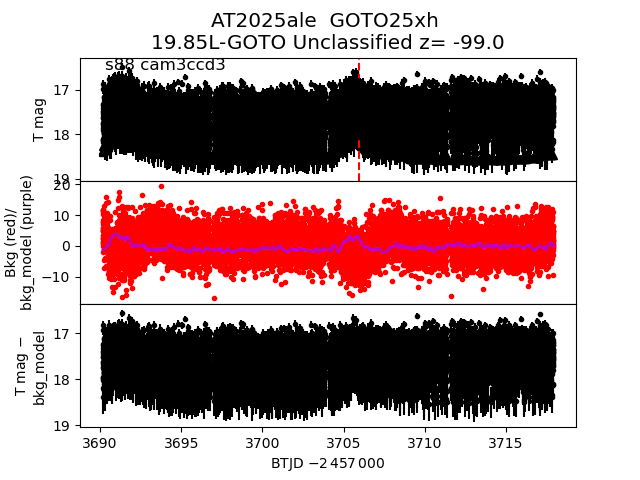 AT2025ale  GOTO25xh
19.85L-GOTO Unclassified z= -99.0
s88 cam3ccd3
T mag
17
18
19
Bkg (red)/
bkg_model (purple)
20
10
0
−10
T mag −
bkg_model
17
18
19
3690
3695
3700
3705
3710
3715
BTJD −2 457 000